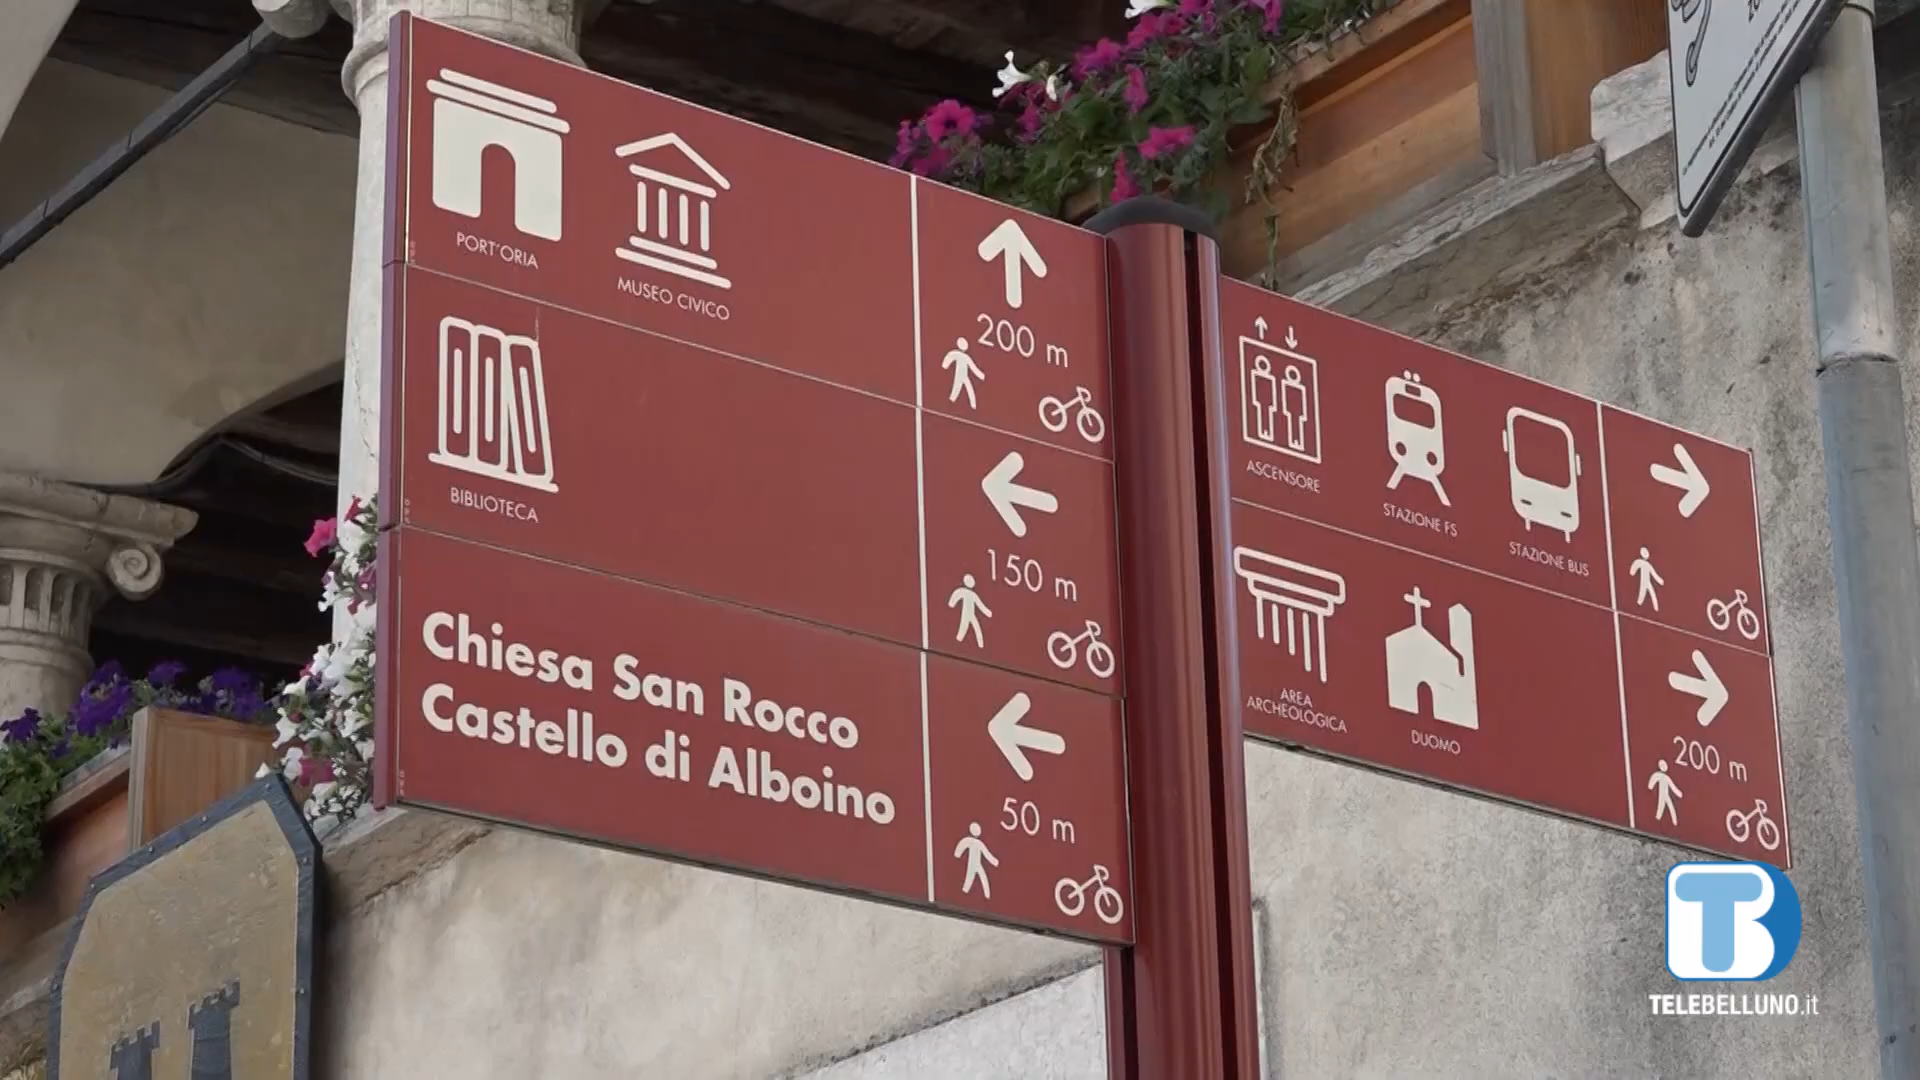 PORT'ORIA
MUSEO CIVICO
200 m
BIBLIOTECA
150 m
Chiesa San Rocco
Castello di Alboino
50 m
ASCENSORE
STAZIONE FS
STAZIONE BUS
AREA
ARCHEOLOGICA
DUOMO
200 m
TB
TELEBELLUNO.it